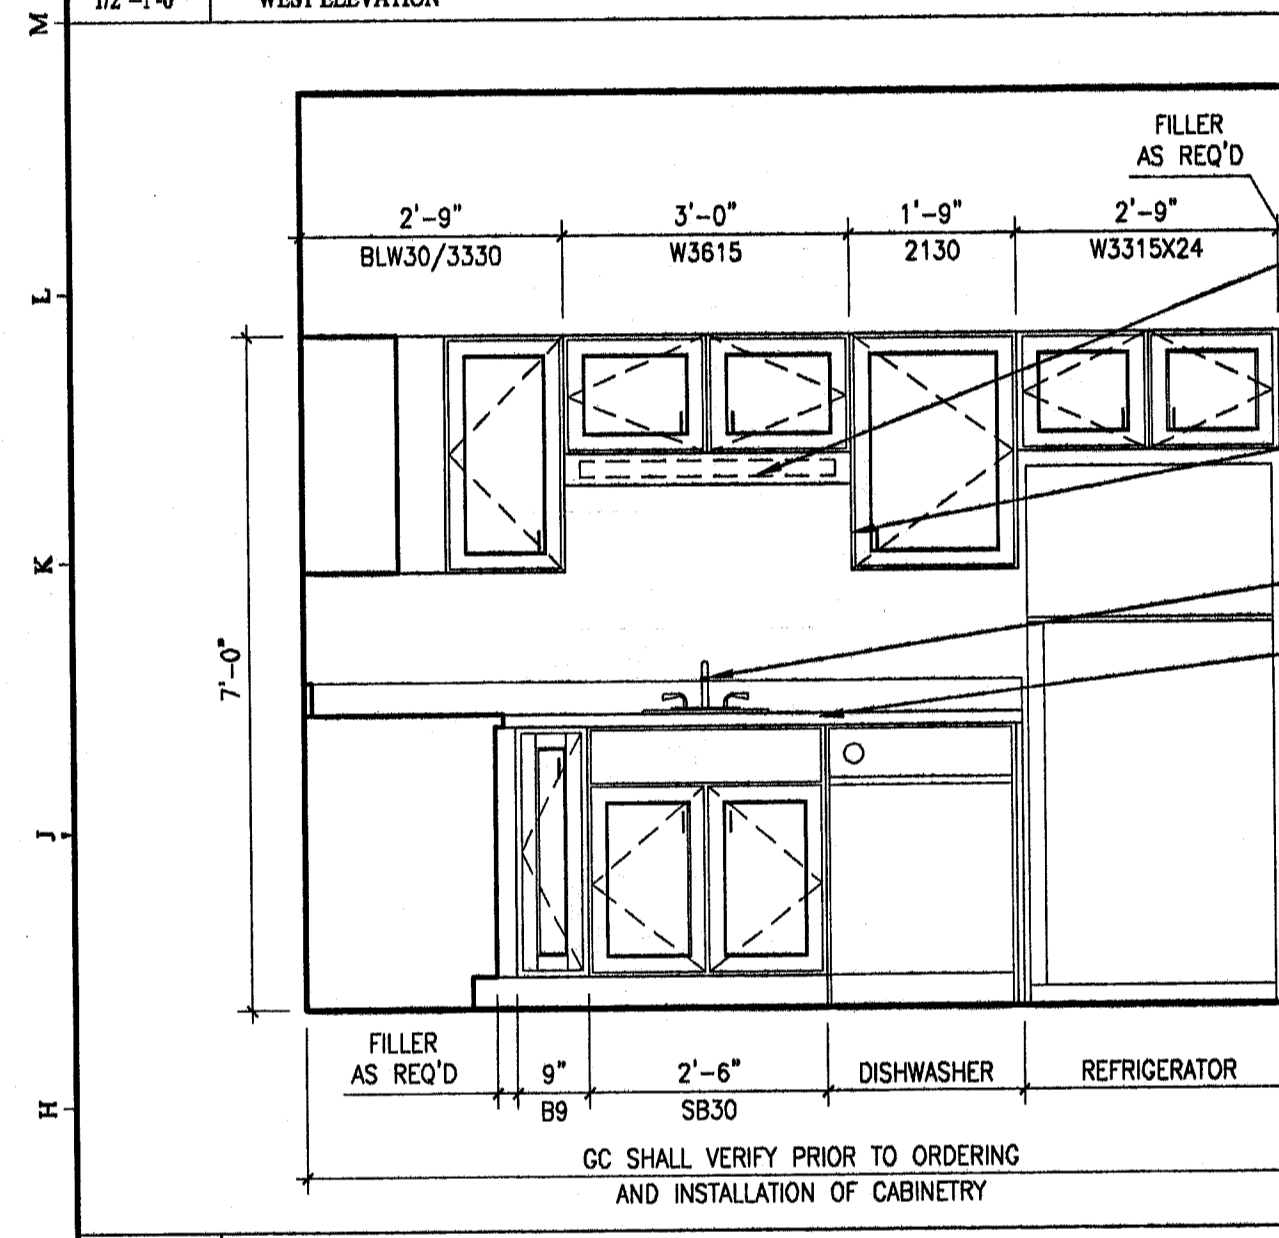 M
WEST ELEVATION
FILLER
AS REQ'D
2'-9" 3'-0" 1'-9" 2'-9"
BLW30/3330 W3615 2130 W3315X24
L
K
7'-0"
J
FILLER
AS REQ'D 9" 2'-6" DISHWASHER REFRIGERATOR
B9 SB30
H
GC SHALL VERIFY PRIOR TO ORDERING
AND INSTALLATION OF CABINETRY